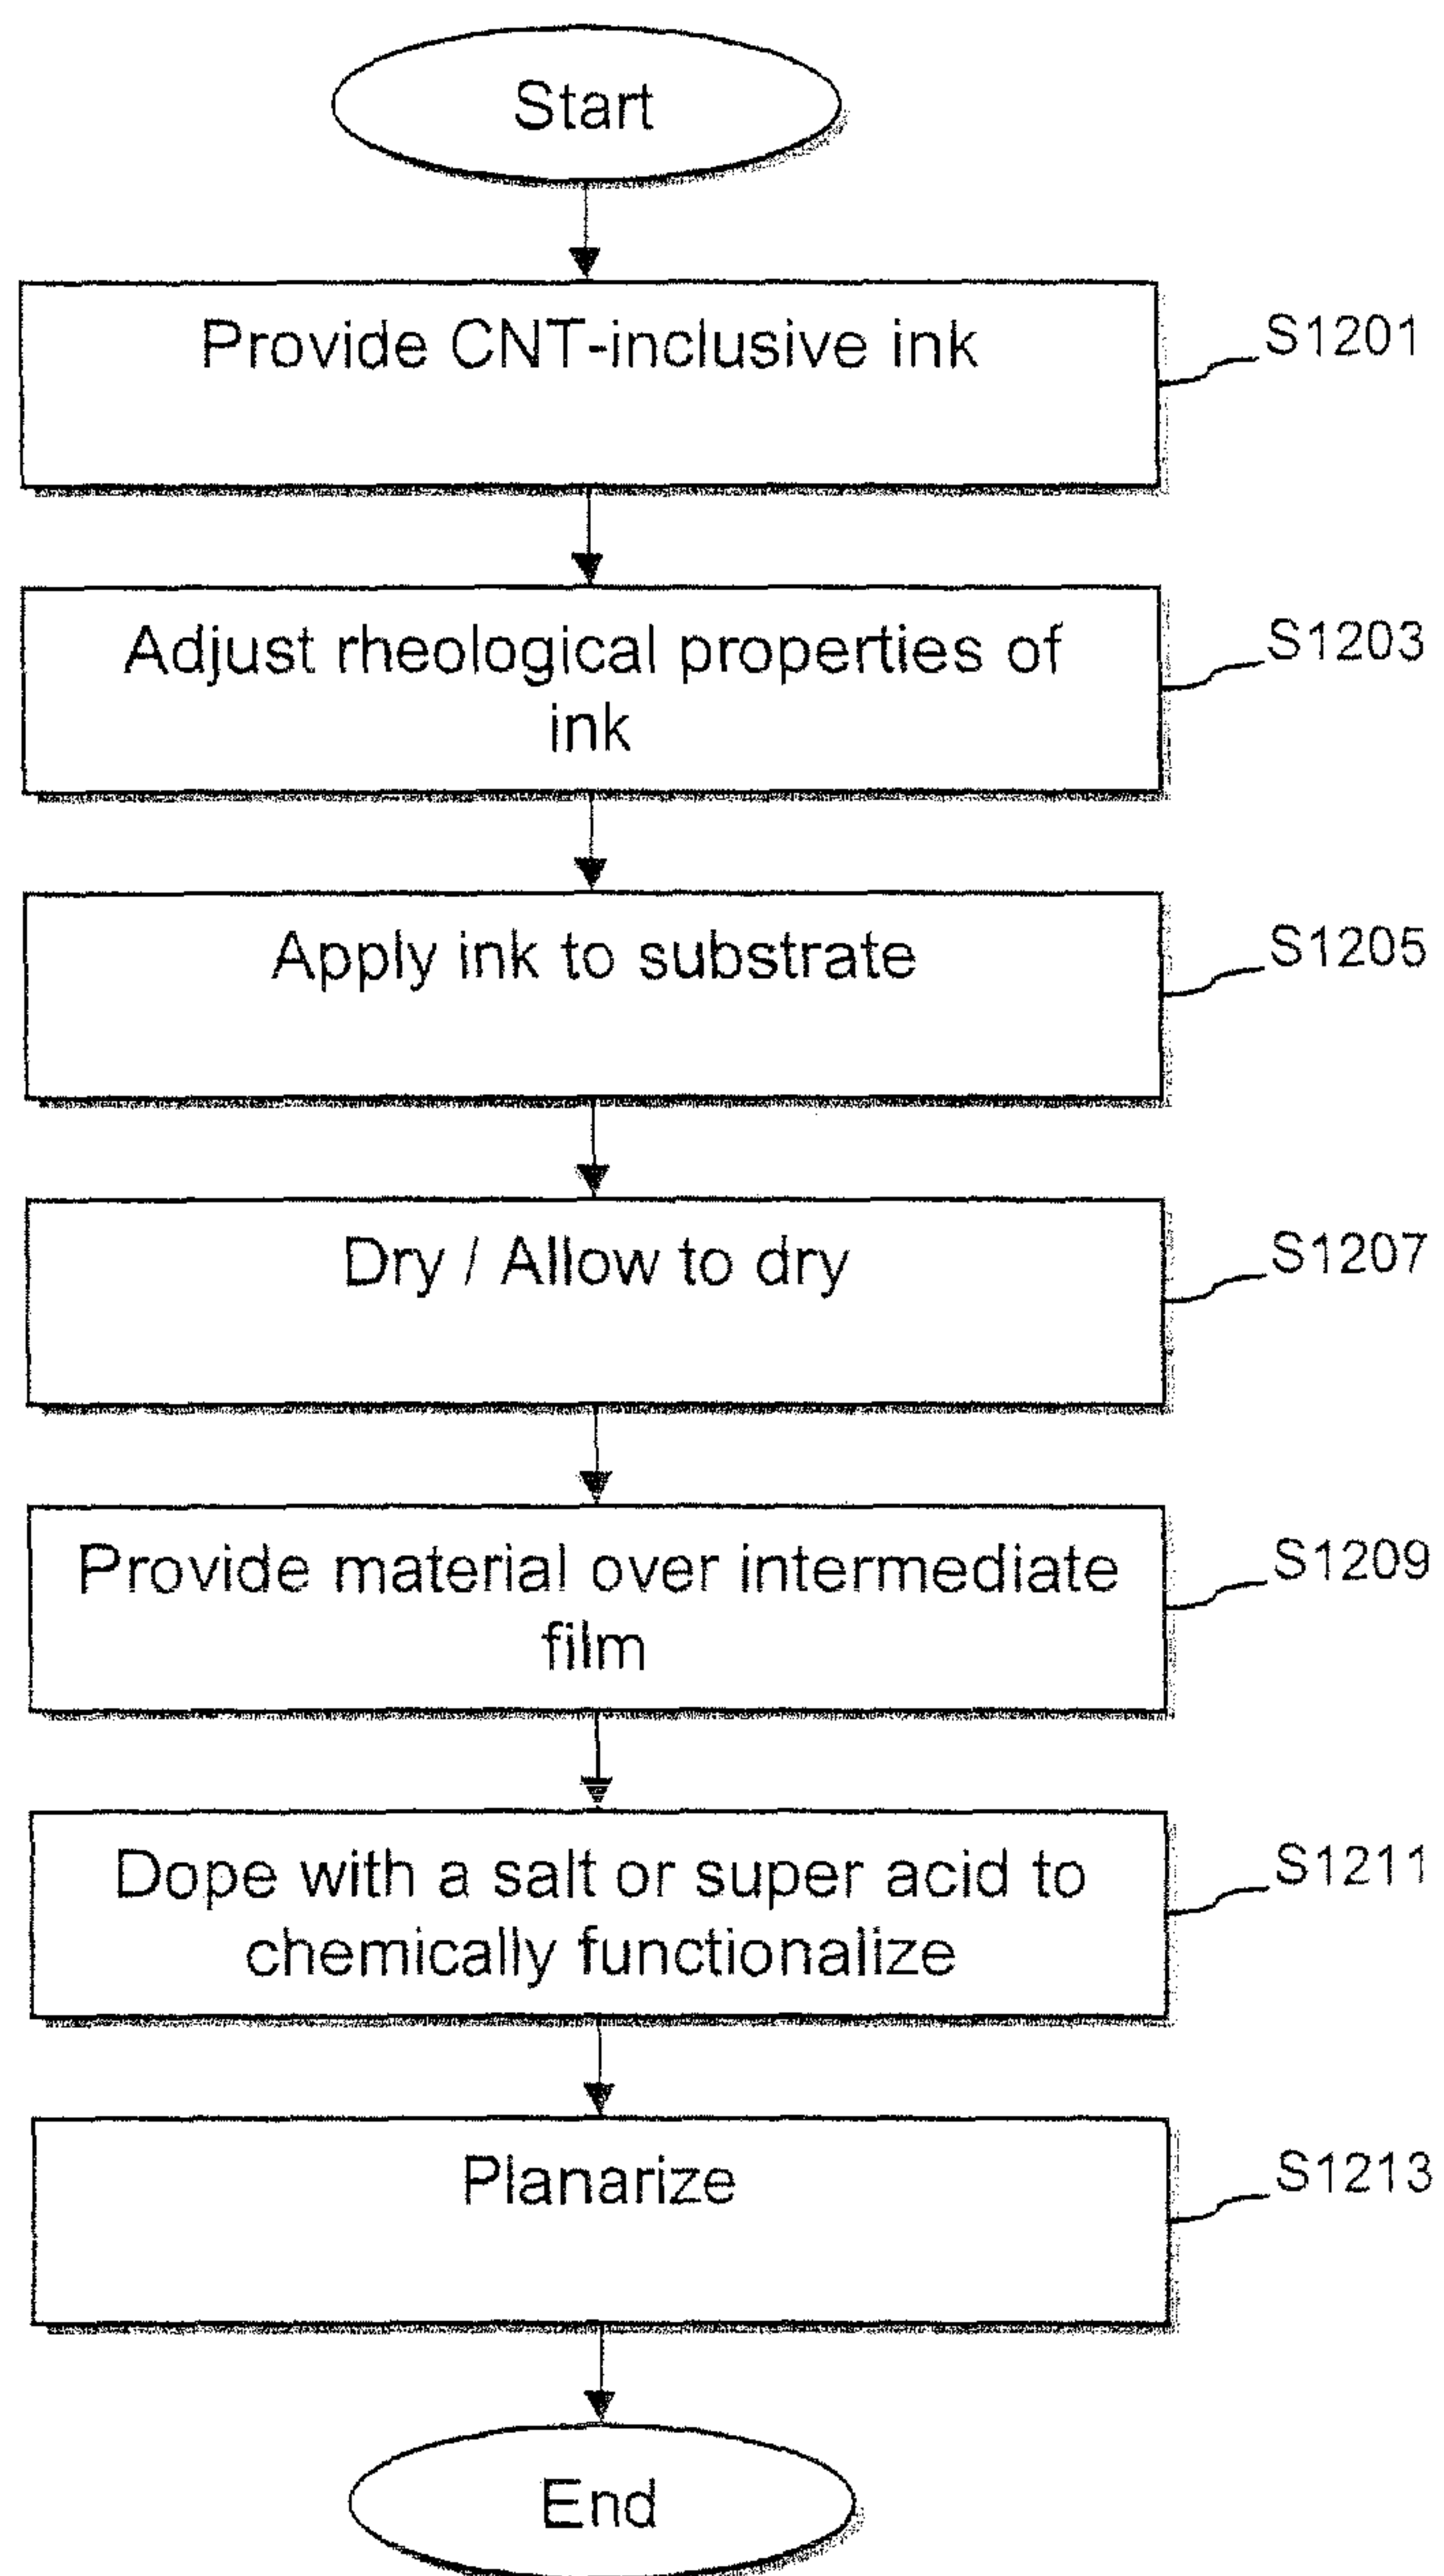 Start
Provide CNT-inclusive ink
S1201
Adjust rheological properties of
ink
S1203
Apply ink to substrate
S1205
Dry / Allow to dry
S1207
Provide material over intermediate
film
S1209
Dope with a salt or super acid to
chemically functionalize
S1211
Planarize
S1213
End